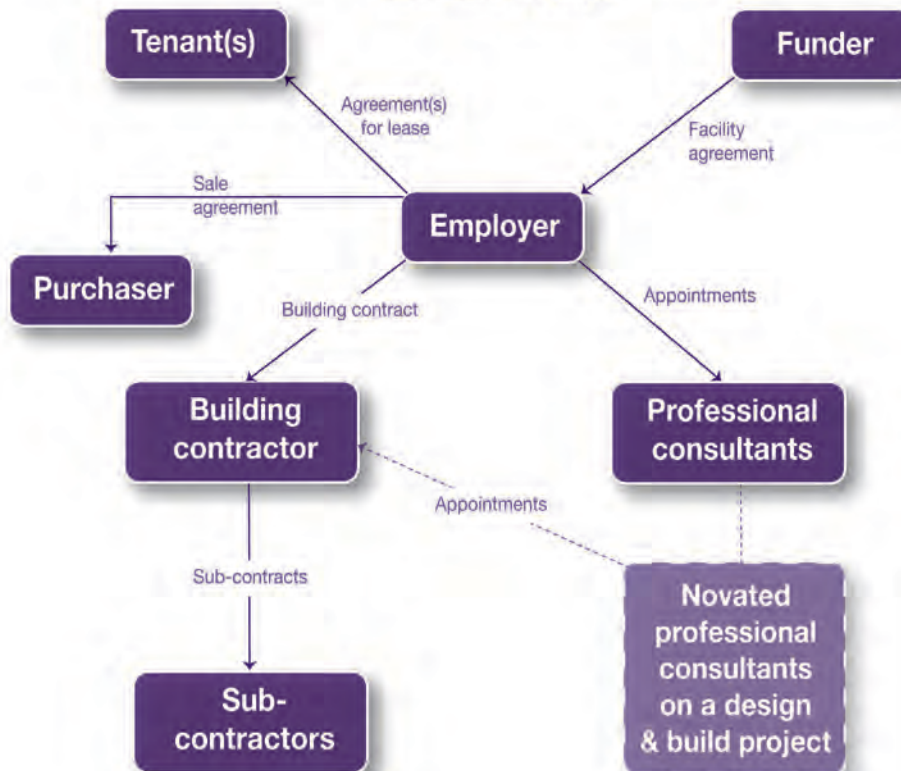 Tenant(s)
Funder
Agreement(s)
for lease
Facility
agreement
Sale
agreement
Employer
Purchaser
Building contract
Appointments
Building
contractor
Professional
consultants
Appointments
Sub-contracts
Novated
professional
consultants
on a design
& build project
Sub-
contractors